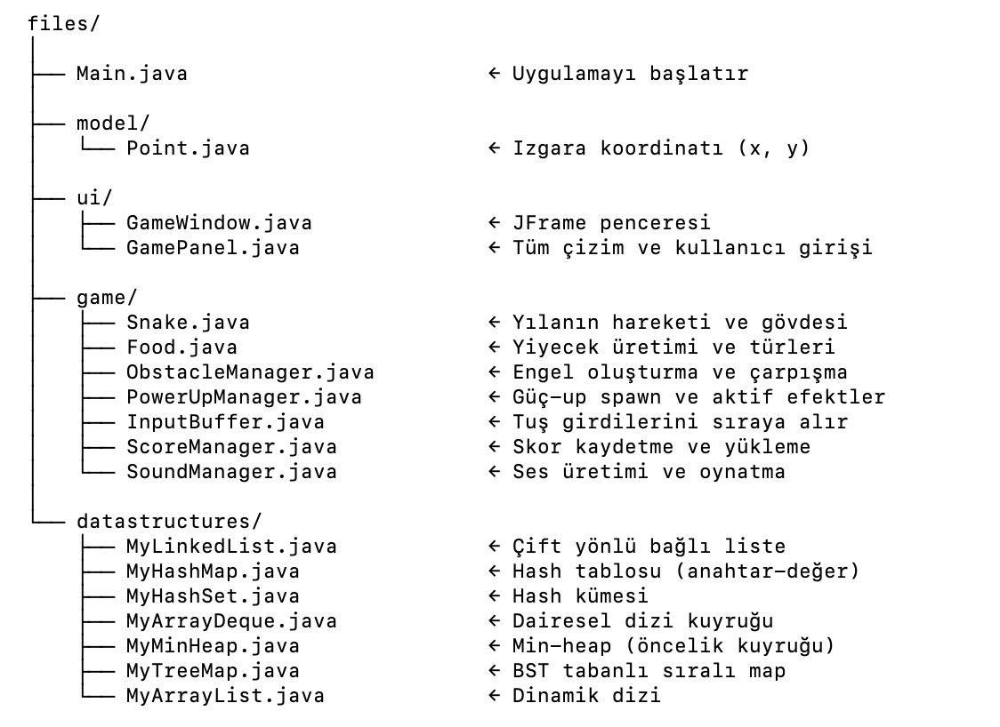 files/
├── Main.java ← Uygulamayı başlatır
├── model/
│   └── Point.java ← Izgara koordinatı (x, y)
├── ui/
│   ├── GameWindow.java ← JFrame penceresi
│   └── GamePanel.java ← Tüm çizim ve kullanıcı girişi
├── game/
│   ├── Snake.java ← Yılanın hareketi ve gövdesi
│   ├── Food.java ← Yiyecek üretimi ve türleri
│   ├── ObstacleManager.java ← Engel oluşturma ve çarpışma
│   ├── PowerUpManager.java ← Güç-up spawn ve aktif efektler
│   ├── InputBuffer.java ← Tuş girdilerini sıraya alır
│   ├── ScoreManager.java ← Skor kaydetme ve yükleme
│   └── SoundManager.java ← Ses üretimi ve oynatma
└── datastructures/
    ├── MyLinkedList.java ← Çift yönlü bağlı liste
    ├── MyHashMap.java ← Hash tablosu (anahtar-değer)
    ├── MyHashSet.java ← Hash kümesi
    ├── MyArrayDeque.java ← Dairesel dizi kuyruğu
    ├── MyMinHeap.java ← Min-heap (öncelik kuyruğu)
    ├── MyTreeMap.java ← BST tabanlı sıralı map
    └── MyArrayList.java ← Dinamik dizi